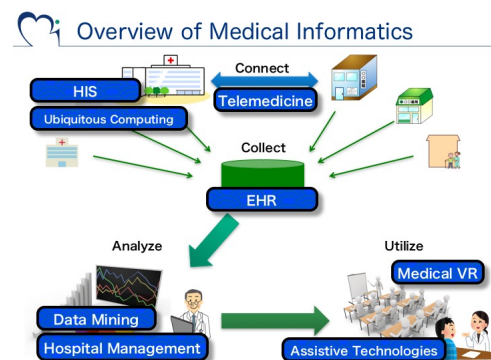 Overview of Medical Informatics
Connect
HIS
Telemedicine
Ubiquitous Computing
Collect
EHR
Analyze
Utilize
Medical VR
Data Mining
Hospital Management
Assistive Technologies